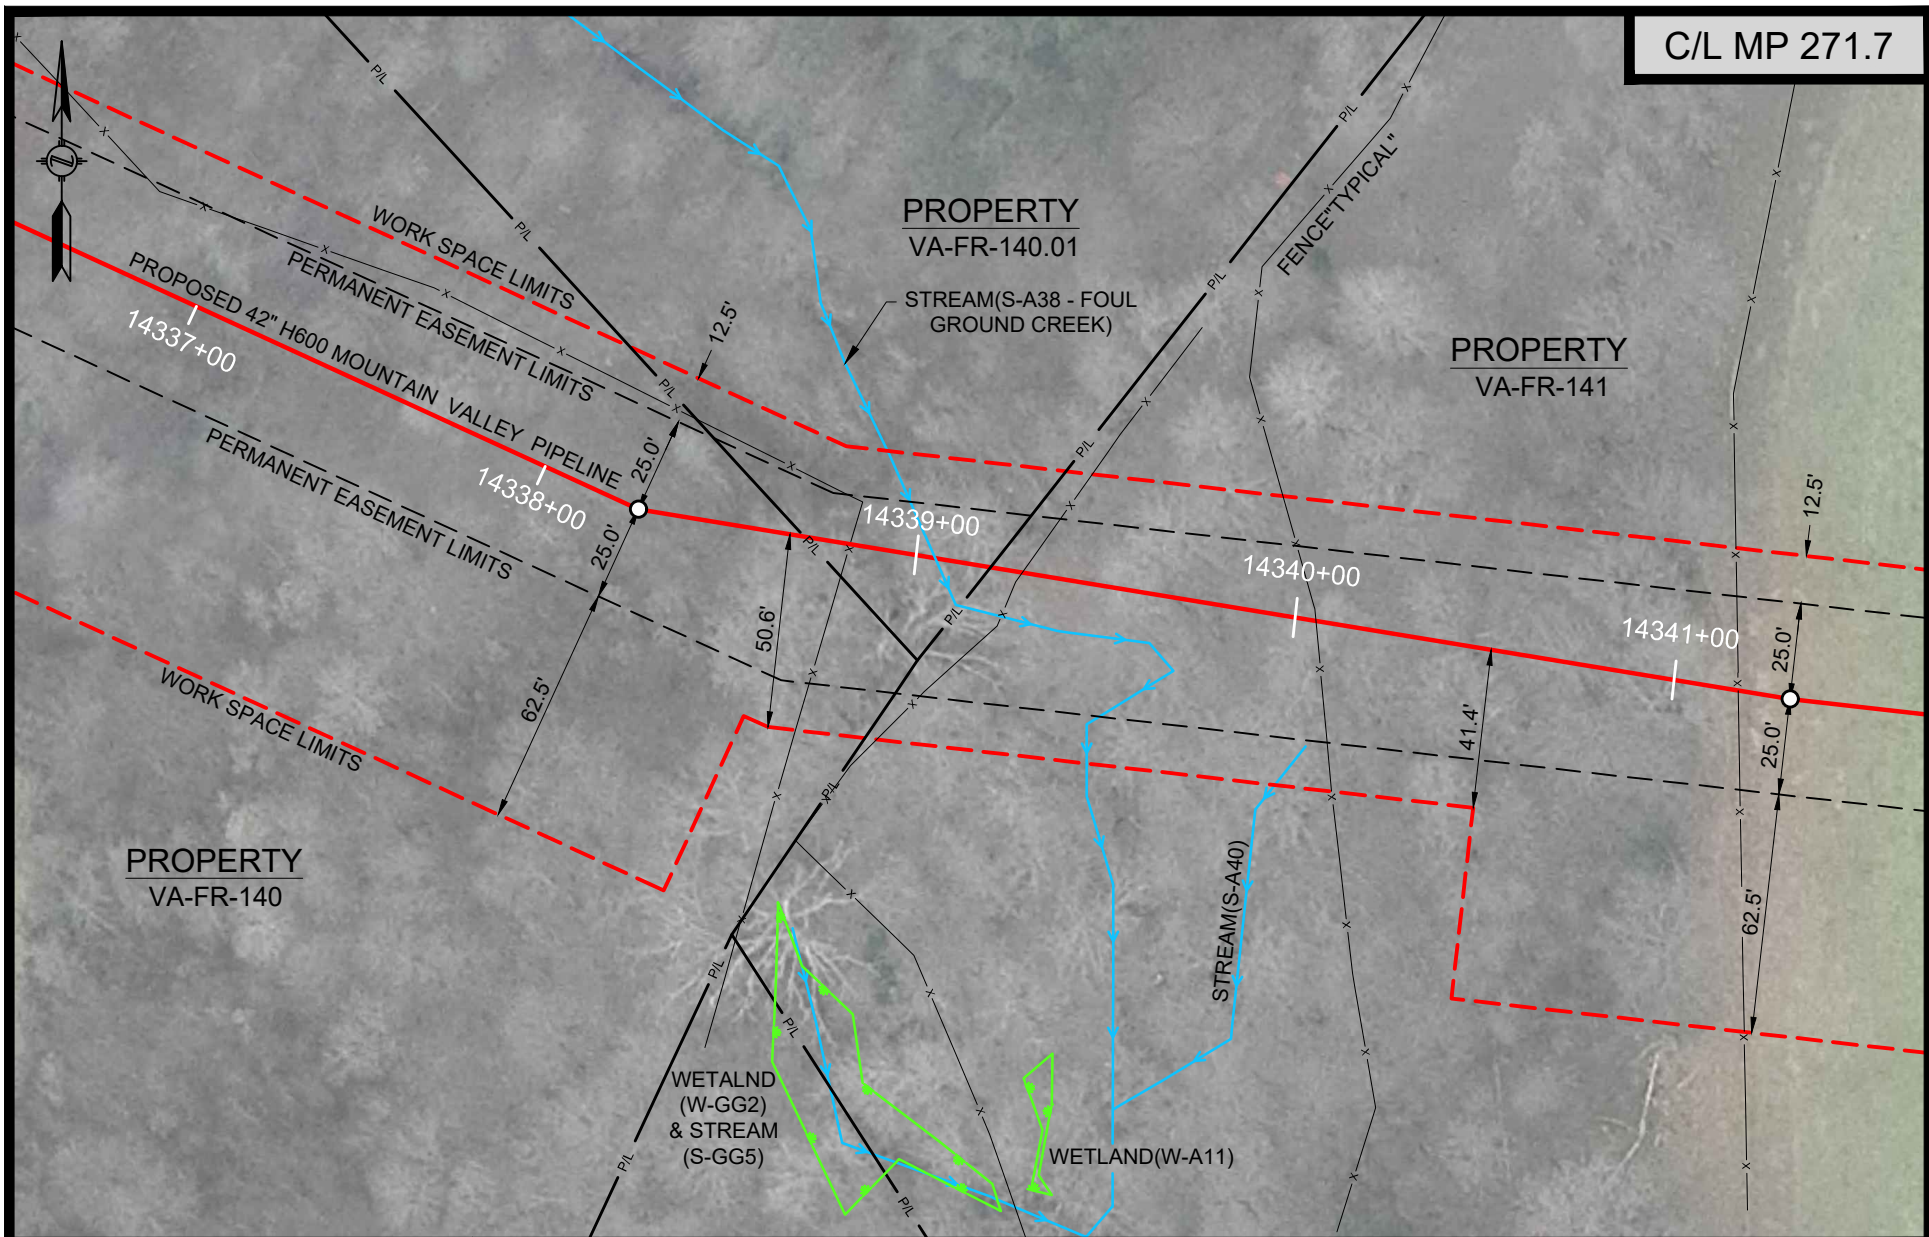 C/L MP 271.7
P/L
P/L
P/L
P/L
P/L
P/L
P/L
P/L
P/L
P/L
P/L
P/L
P/L
P/L
PROPERTY
VA-FR-140.01
FENCE"TYPICAL"
WORK SPACE LIMITS
PERMANENT EASEMENT LIMITS
PROPOSED 42" H600 MOUNTAIN VALLEY PIPELINE
STREAM(S-A38 - FOUL
GROUND CREEK)
12.5'
14337+00
PROPERTY
VA-FR-141
PERMANENT EASEMENT LIMITS
25.0'
14338+00
25.0'
14339+00
12.5'
14340+00
50.6'
14341+00
25.0'
25.0'
62.5'
WORK SPACE LIMITS
41.4'
PROPERTY
VA-FR-140
STREAM(S-A40)
62.5'
WETALND
(W-GG2)
& STREAM
(S-GG5)
WETLAND(W-A11)